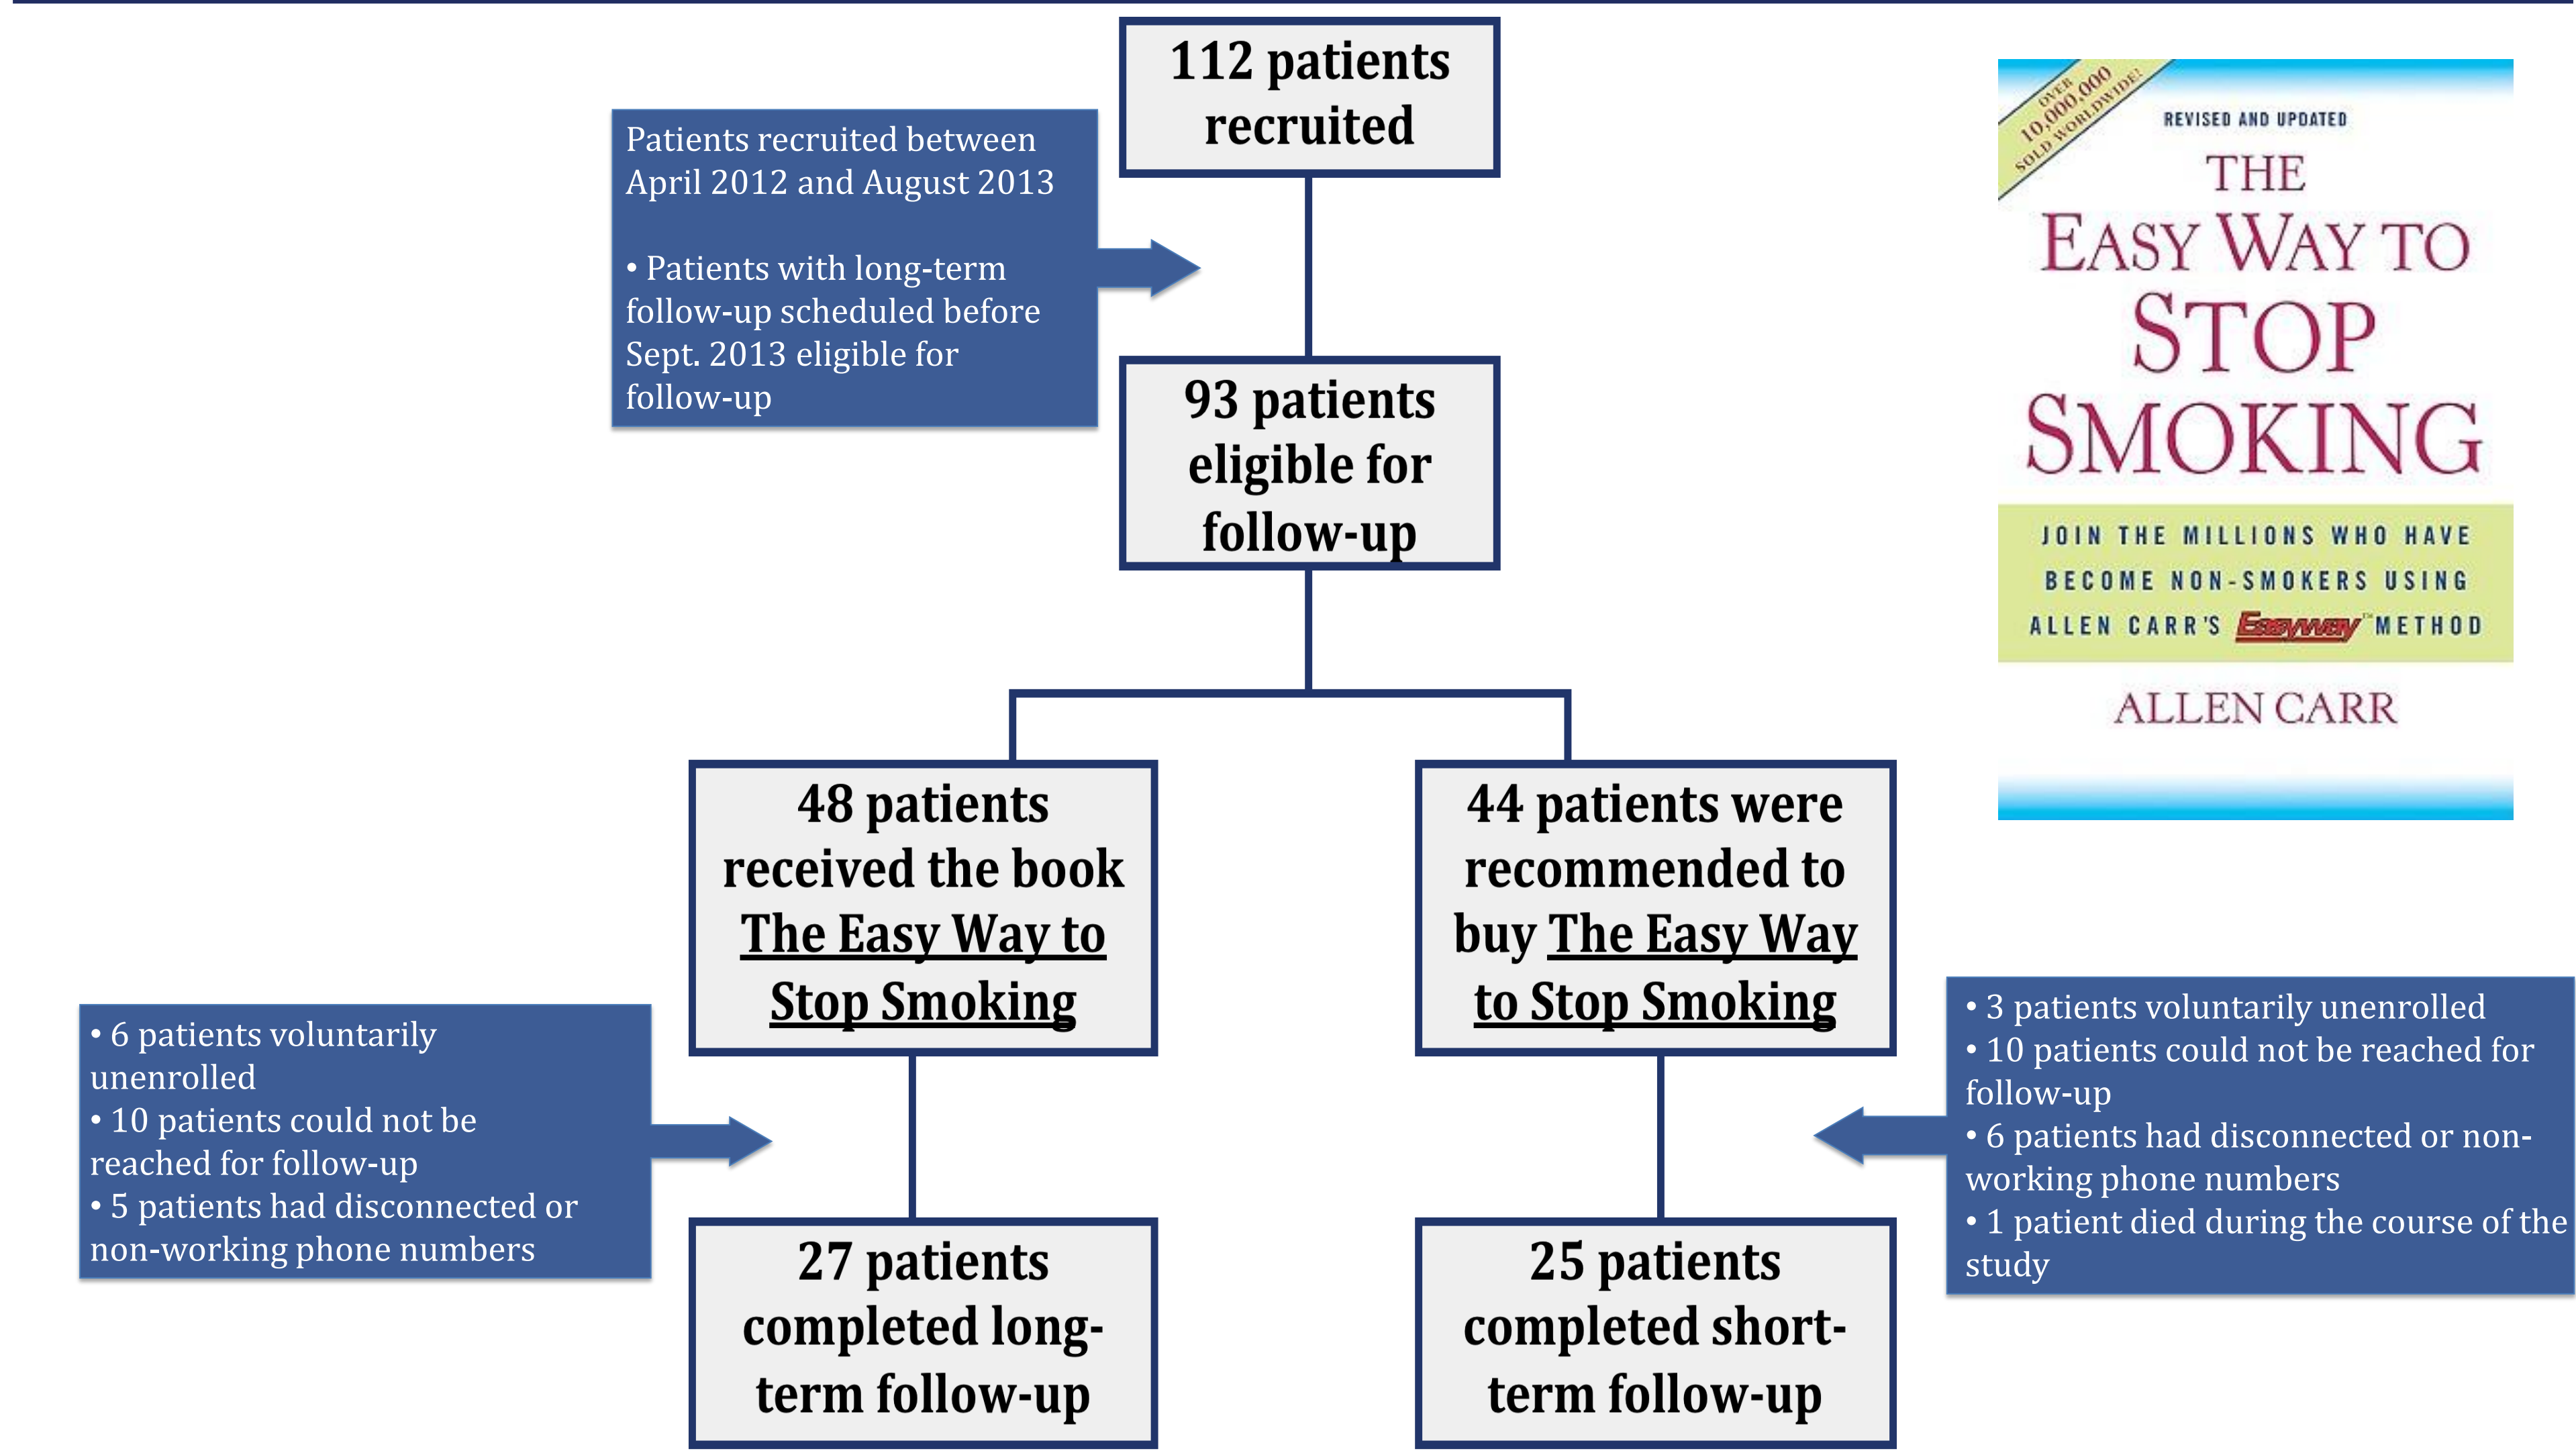 112 patients
recruited
Patients recruited between
April 2012 and August 2013
• Patients with long-term
follow-up scheduled before
Sept. 2013 eligible for
follow-up
93 patients
eligible for
follow-up
OVER
10,000,000
SOLD WORLDWIDE!
REVISED AND UPDATED
THE
EASY WAY TO
STOP
SMOKING
JOIN THE MILLIONS WHO HAVE
BECOME NON-SMOKERS USING
ALLEN CARR'S Easyway™ METHOD
ALLEN CARR
48 patients
received the book
The Easy Way to
Stop Smoking
44 patients were
recommended to
buy The Easy Way
to Stop Smoking
• 6 patients voluntarily
unenrolled
• 10 patients could not be
reached for follow-up
• 5 patients had disconnected or
non-working phone numbers
• 3 patients voluntarily unenrolled
• 10 patients could not be reached for
follow-up
• 6 patients had disconnected or non-
working phone numbers
• 1 patient died during the course of the
study
27 patients
completed long-
term follow-up
25 patients
completed short-
term follow-up